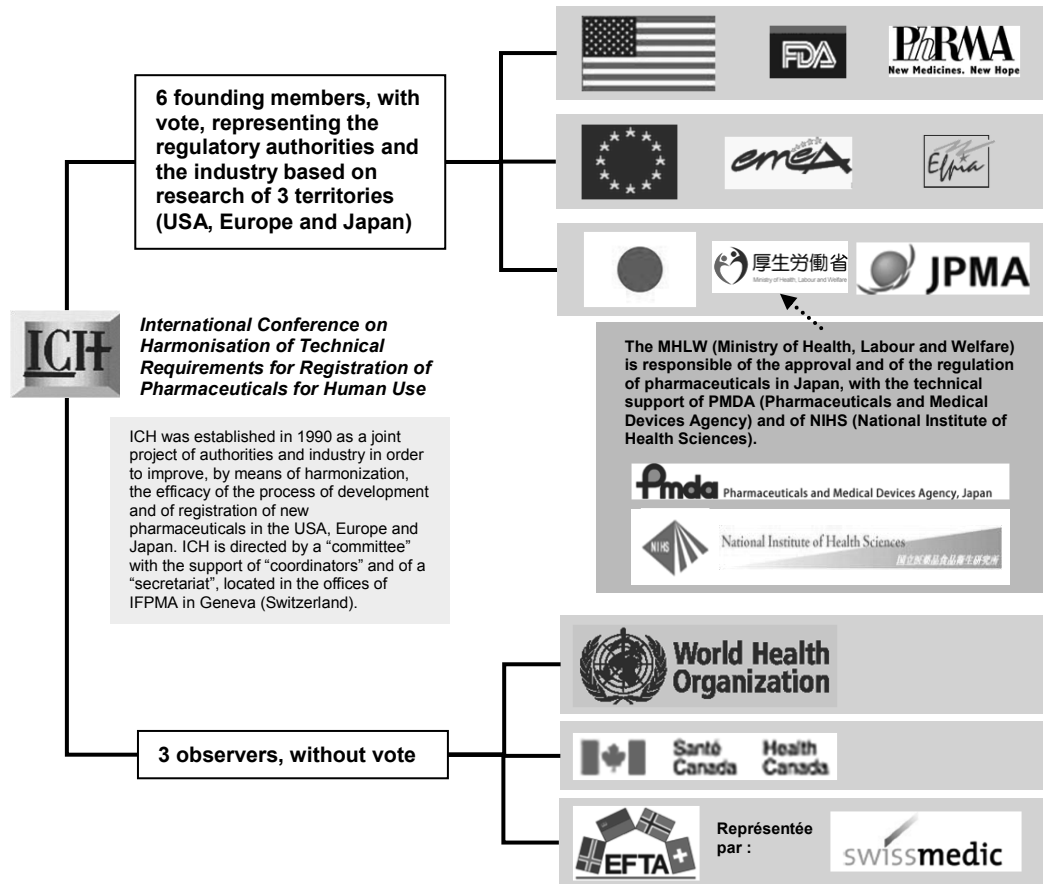 FDA
PhRMA
New Medicines. New Hope
6 founding members, with
vote, representing the
regulatory authorities and
the industry based on
research of 3 territories
(USA, Europe and Japan)
emeA
Efpia
厚生労働省
Ministry of Health, Labour and Welfare
JPMA
ICH
International Conference on
Harmonisation of Technical
Requirements for Registration of
Pharmaceuticals for Human Use
The MHLW (Ministry of Health, Labour and Welfare)
is responsible of the approval and of the regulation
of pharmaceuticals in Japan, with the technical
support of PMDA (Pharmaceuticals and Medical
Devices Agency) and of NIHS (National Institute of
Health Sciences).
Pmda Pharmaceuticals and Medical Devices Agency, Japan
NIHS
National Institute of Health Sciences
国立医薬品食品衛生研究所
ICH was established in 1990 as a joint
project of authorities and industry in order
to improve, by means of harmonization,
the efficacy of the process of development
and of registration of new
pharmaceuticals in the USA, Europe and
Japan. ICH is directed by a “committee”
with the support of “coordinators” and of a
“secretariat”, located in the offices of
IFPMA in Geneva (Switzerland).
World Health
Organization
3 observers, without vote
Santé
Canada
Health
Canada
EFTA
Représentée
par :
swissmedic